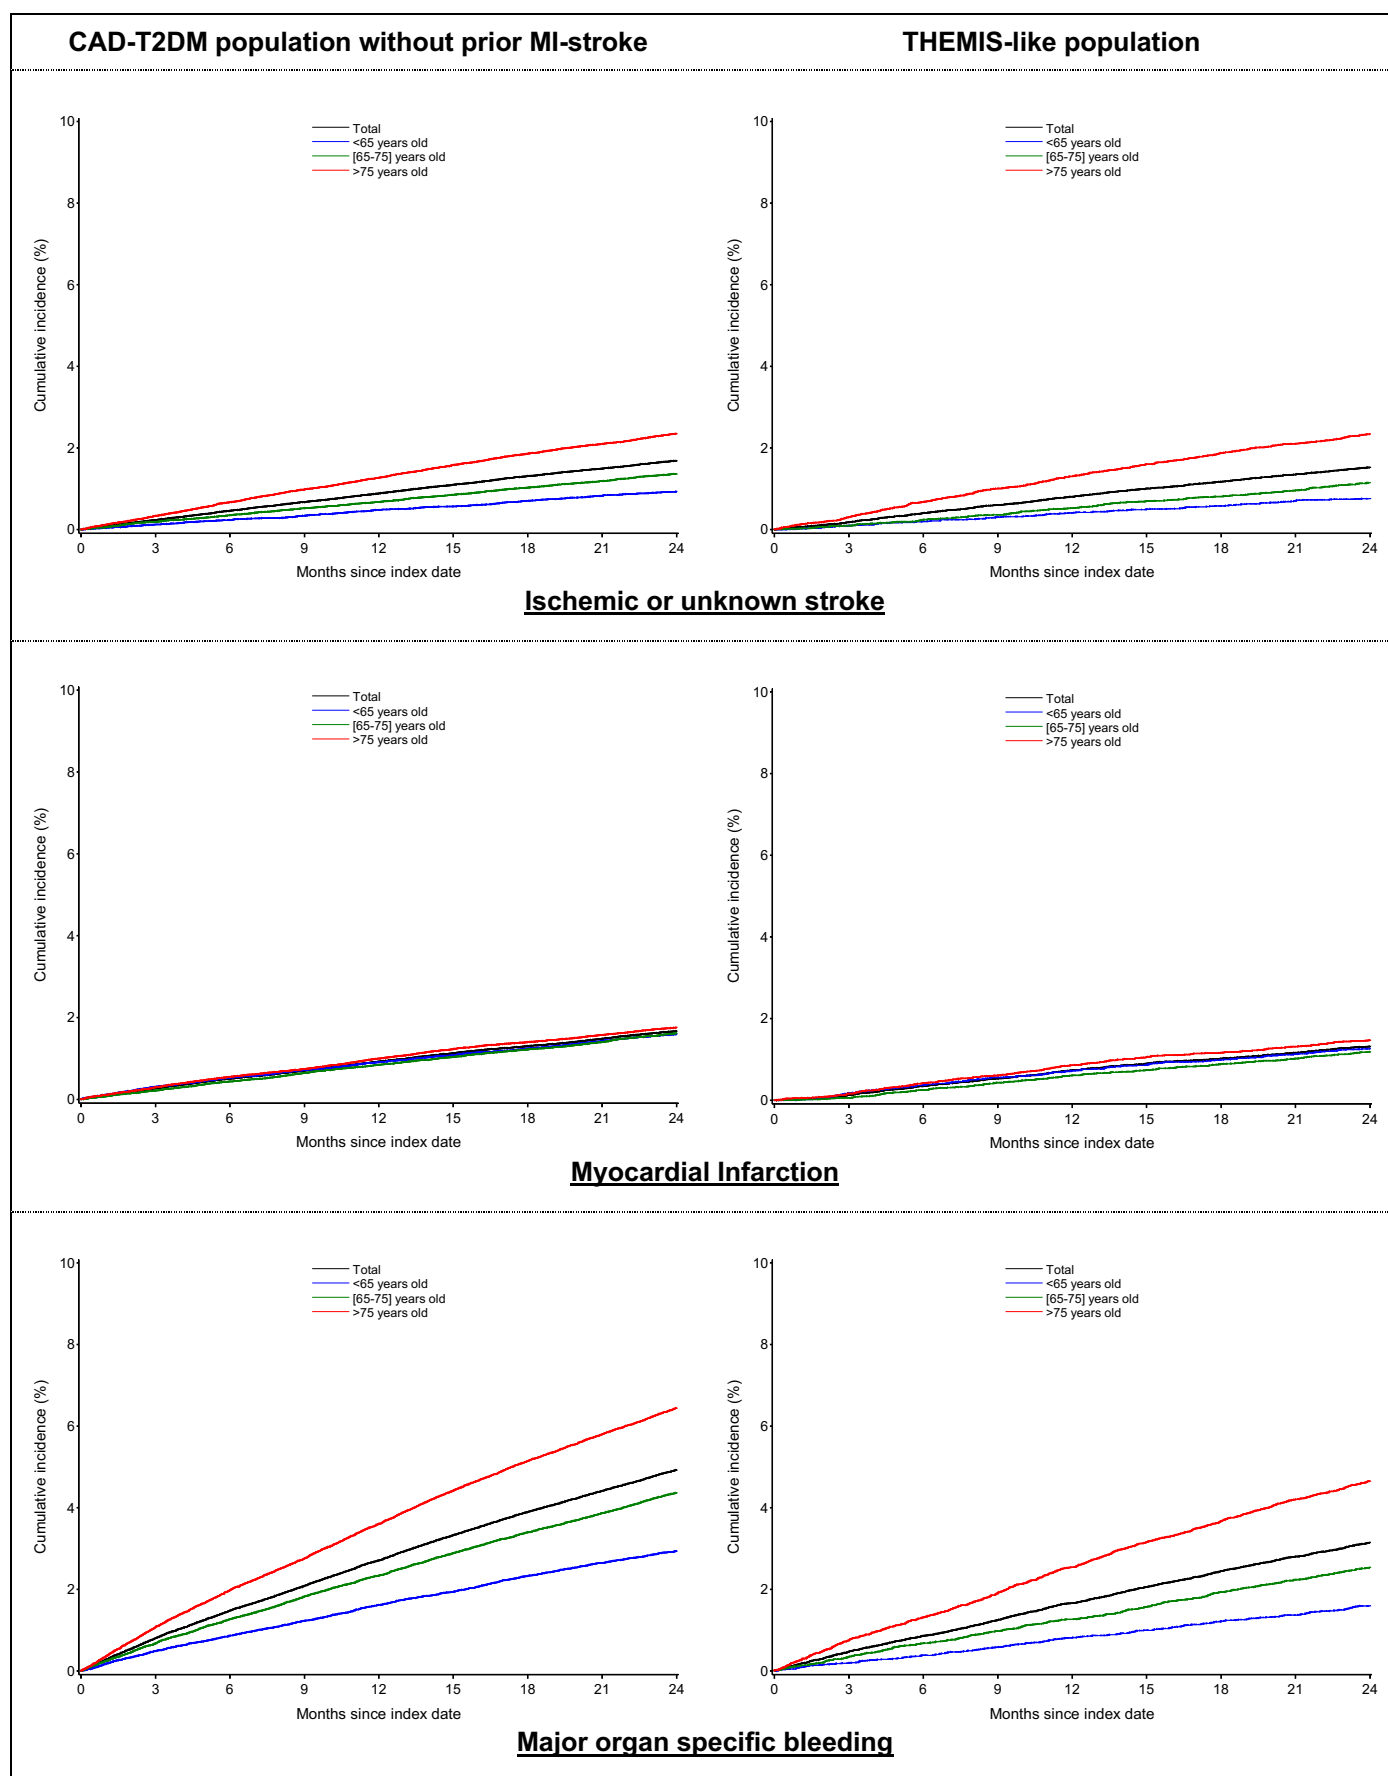 CAD-T2DM population without prior MI-stroke
THEMIS-like population
Cumulative incidence (%)
10
8
6
4
2
0
Total
<65 years old
[65-75] years old
>75 years old
0 3 6 9 12 15 18 21 24
Months since index date
Cumulative incidence (%)
10
8
6
4
2
0
Total
<65 years old
[65-75] years old
>75 years old
0 3 6 9 12 15 18 21 24
Months since index date
Ischemic or unknown stroke
Cumulative incidence (%)
10
8
6
4
2
0
Total
<65 years old
[65-75] years old
>75 years old
0 3 6 9 12 15 18 21 24
Months since index date
Cumulative incidence (%)
10
8
6
4
2
0
Total
<65 years old
[65-75] years old
>75 years old
0 3 6 9 12 15 18 21 24
Months since index date
Myocardial Infarction
Cumulative incidence (%)
10
8
6
4
2
0
Total
<65 years old
[65-75] years old
>75 years old
0 3 6 9 12 15 18 21 24
Months since index date
Cumulative incidence (%)
10
8
6
4
2
0
Total
<65 years old
[65-75] years old
>75 years old
0 3 6 9 12 15 18 21 24
Months since index date
Major organ specific bleeding